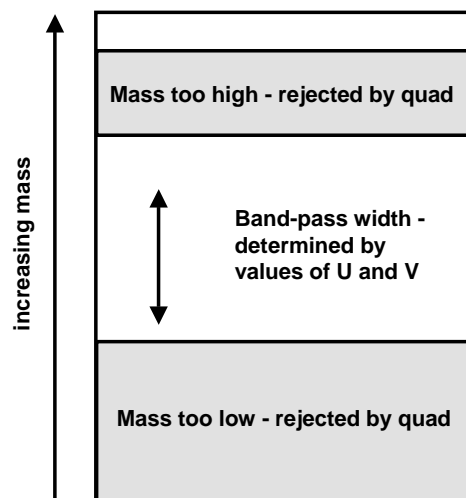 Mass too high - rejected by quad
increasing mass
Band-pass width -
determined by
values of U and V
Mass too low - rejected by quad